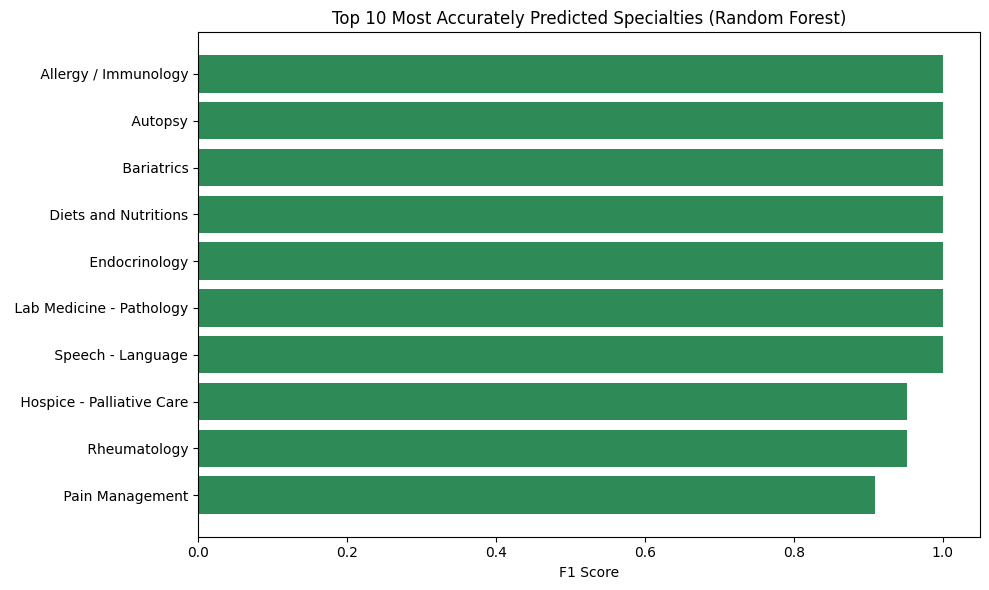 Top 10 Most Accurately Predicted Specialties (Random Forest)
Allergy / Immunology
Autopsy
Bariatrics
Diets and Nutritions
Endocrinology
Lab Medicine - Pathology
Speech - Language
Hospice - Palliative Care
Rheumatology
Pain Management
0.0 0.2 0.4 0.6 0.8 1.0
F1 Score